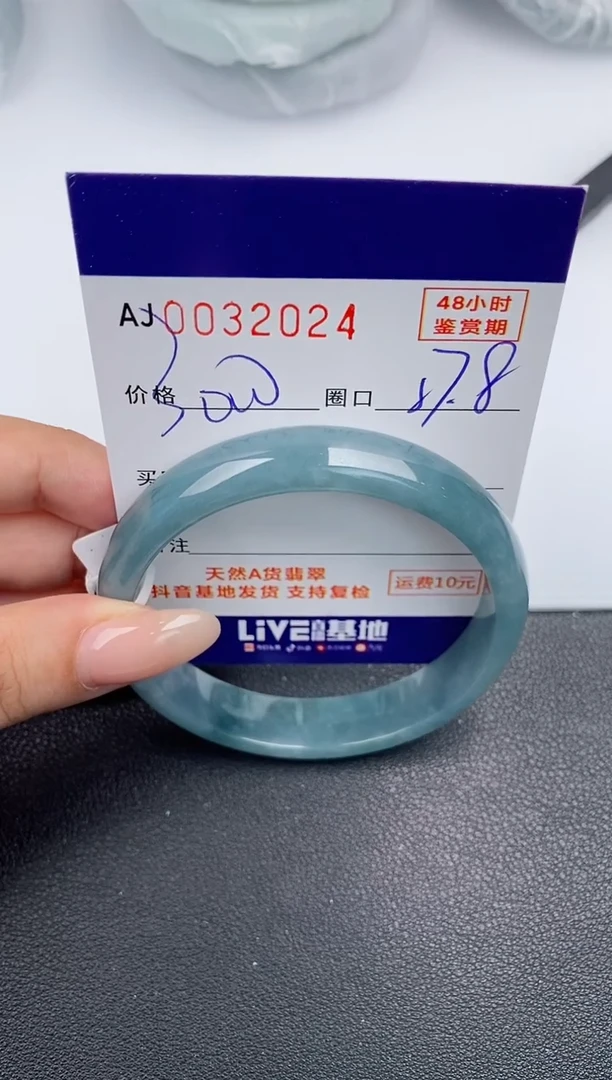 AJ0032024
48小时
鉴赏期
价格 3000 圈口 57.8
买
注
天然A货翡翠
抖音基地发货 支持复检
运费10元
LiVE 基地